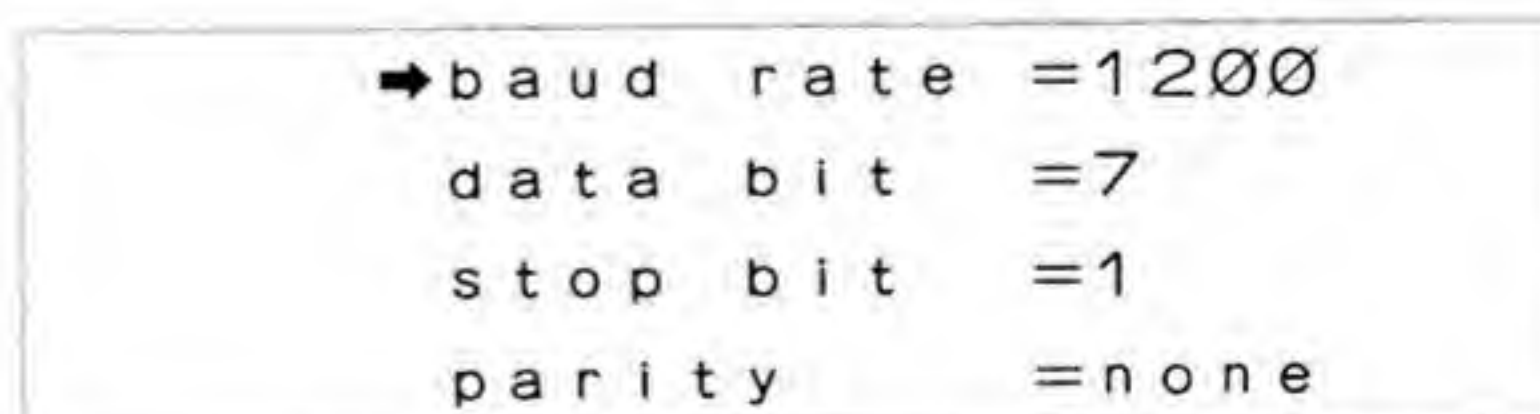 ➡baud rate =1200
data bit =7
stop bit =1
parity =none